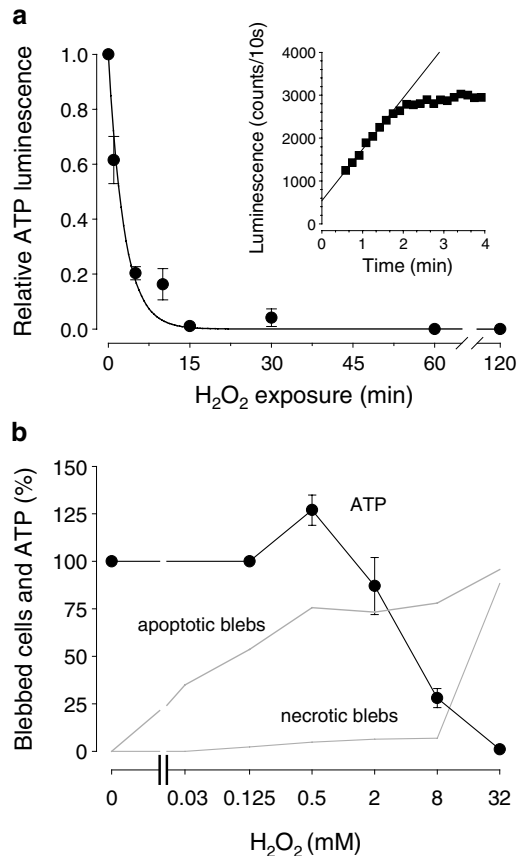 a
Relative ATP luminescence
1.0
0.8
0.6
0.4
0.2
0.0
0 15 30 45 60 120
H₂O₂ exposure (min)
Luminescence (counts/10s)
4000
3000
2000
1000
0
0 1 2 3 4
Time (min)
b
Blebbed cells and ATP (%)
150
125
100
75
50
25
0
ATP
apoptotic blebs
necrotic blebs
0 0.03 0.125 0.5 2 8 32
H₂O₂ (mM)